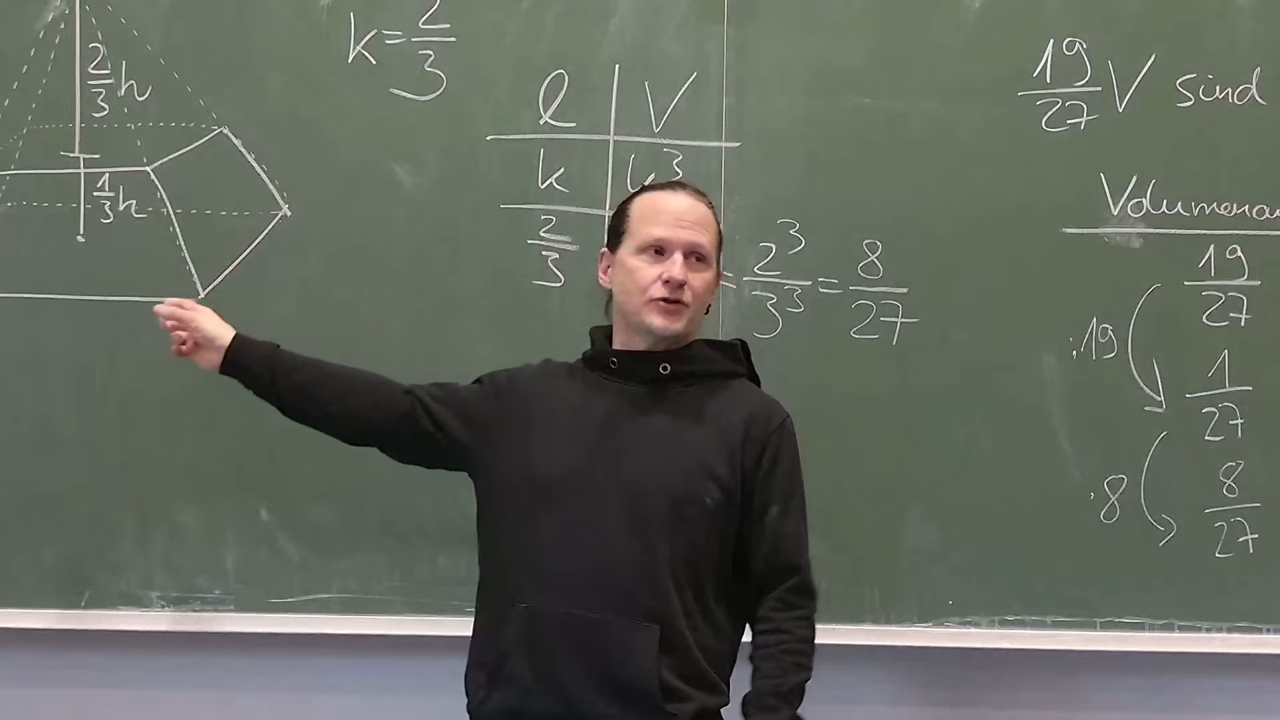 2/3 h
1/3 h
k = 2/3
l | V
k | k³
2/3
= 2³/3³ = 8/27
19/27 V sind
19/27
:19
1/27
·8
8/27